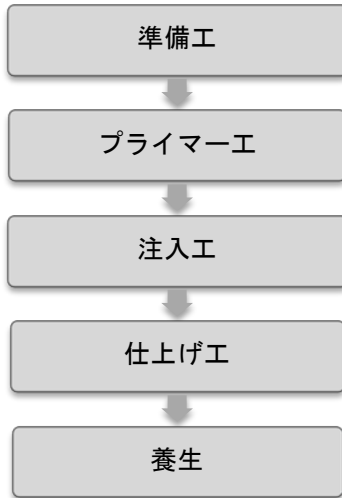 準備工
プライマー工
注入工
仕上げ工
養生